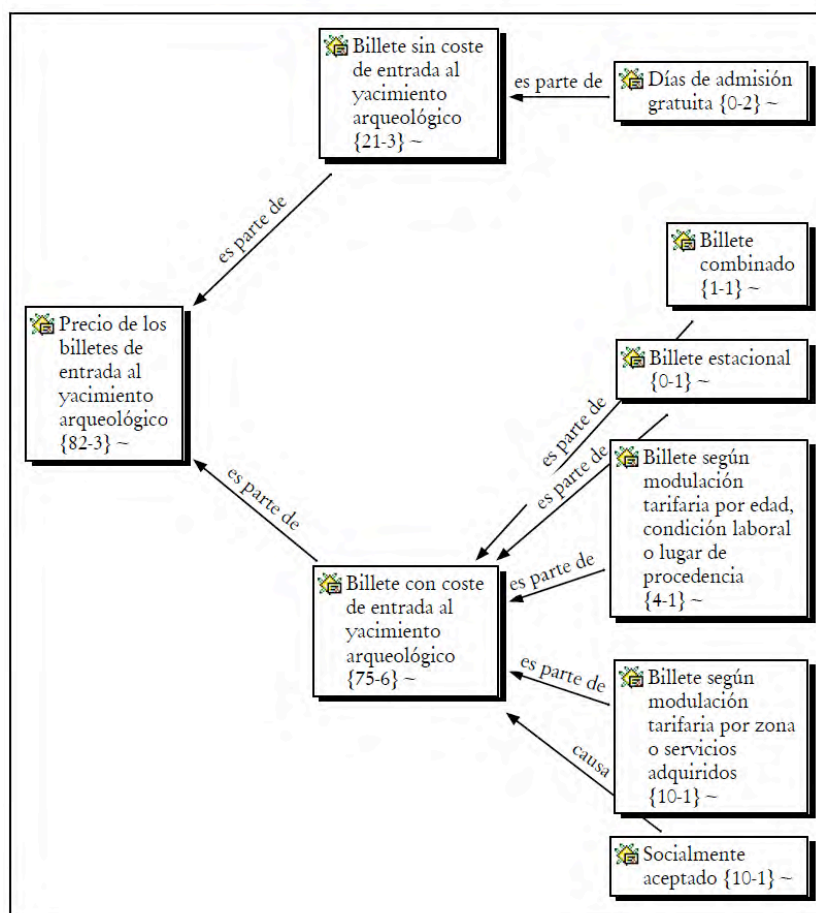 Billete sin coste
de entrada al
yacimiento
arqueológico
{21-3} ~
es parte de
Días de admisión
gratuita {0-2} ~
es parte de
Billete
combinado
{1-1} ~
Precio de los
billetes de
entrada al
yacimiento
arqueológico
{82-3} ~
Billete estacional
{0-1} ~
es parte de
es parte de
Billete según
modulación
tarifaria por edad,
condición laboral
o lugar de
procedencia
{4-1} ~
es parte de
es parte de
Billete con coste
de entrada al
yacimiento
arqueológico
{75-6} ~
es parte de
Billete según
modulación
tarifaria por zona
o servicios
adquiridos
{10-1} ~
causa
Socialmente
aceptado {10-1} ~